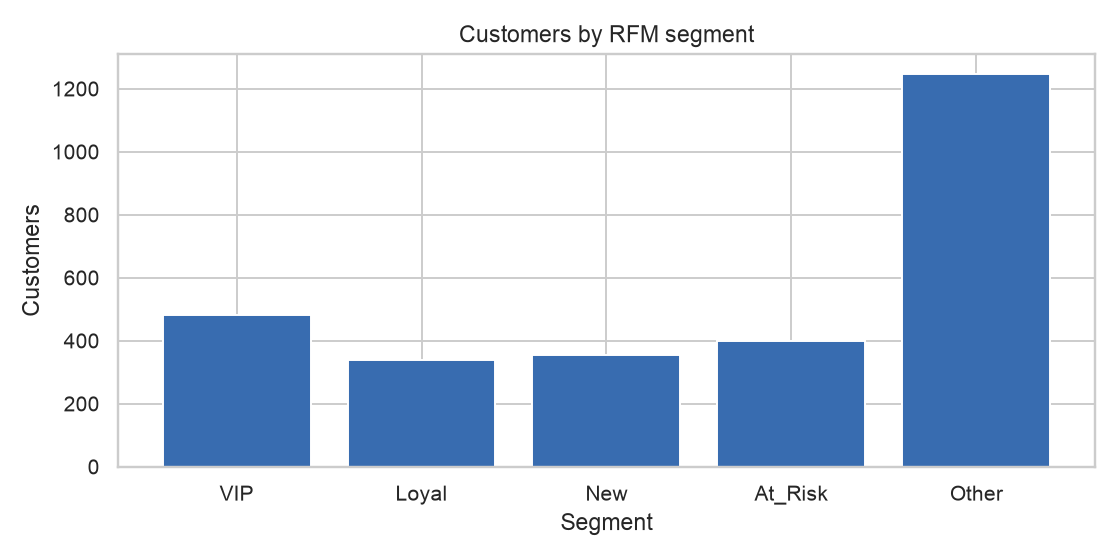 Customers by RFM segment
1200
1000
800
600
400
200
0
Customers
VIP
Loyal
New
At_Risk
Other
Segment